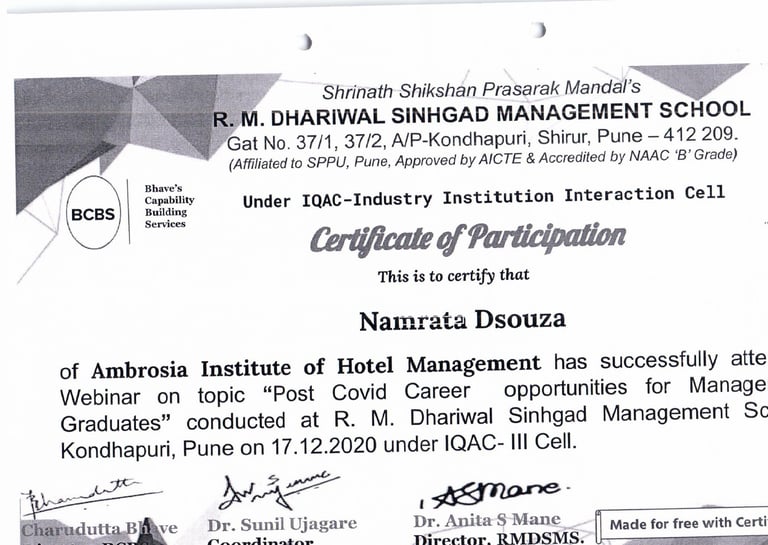 Shrinath Shikshan Prasarak Mandal's
R. M. DHARIWAL SINHGAD MANAGEMENT SCHOOL
Gat No. 37/1, 37/2, A/P-Kondhapuri, Shirur, Pune – 412 209.
(Affiliated to SPPU, Pune, Approved by AICTE & Accredited by NAAC 'B' Grade)
BCBS
Bhave's
Capability
Building
Services
Under IQAC-Industry Institution Interaction Cell
Certificate of Participation
This is to certify that
Namrata Dsouza
of Ambrosia Institute of Hotel Management has successfully atte
Webinar on topic “Post Covid Career opportunities for Manage
Graduates” conducted at R. M. Dhariwal Sinhgad Management Sc
Kondhapuri, Pune on 17.12.2020 under IQAC- III Cell.
ASMane.
Charudutta Bhave
Dr. Sunil Ujagare
Coordinator
Dr. Anita S Mane
Director, RMDSMS.
Made for free with Certi